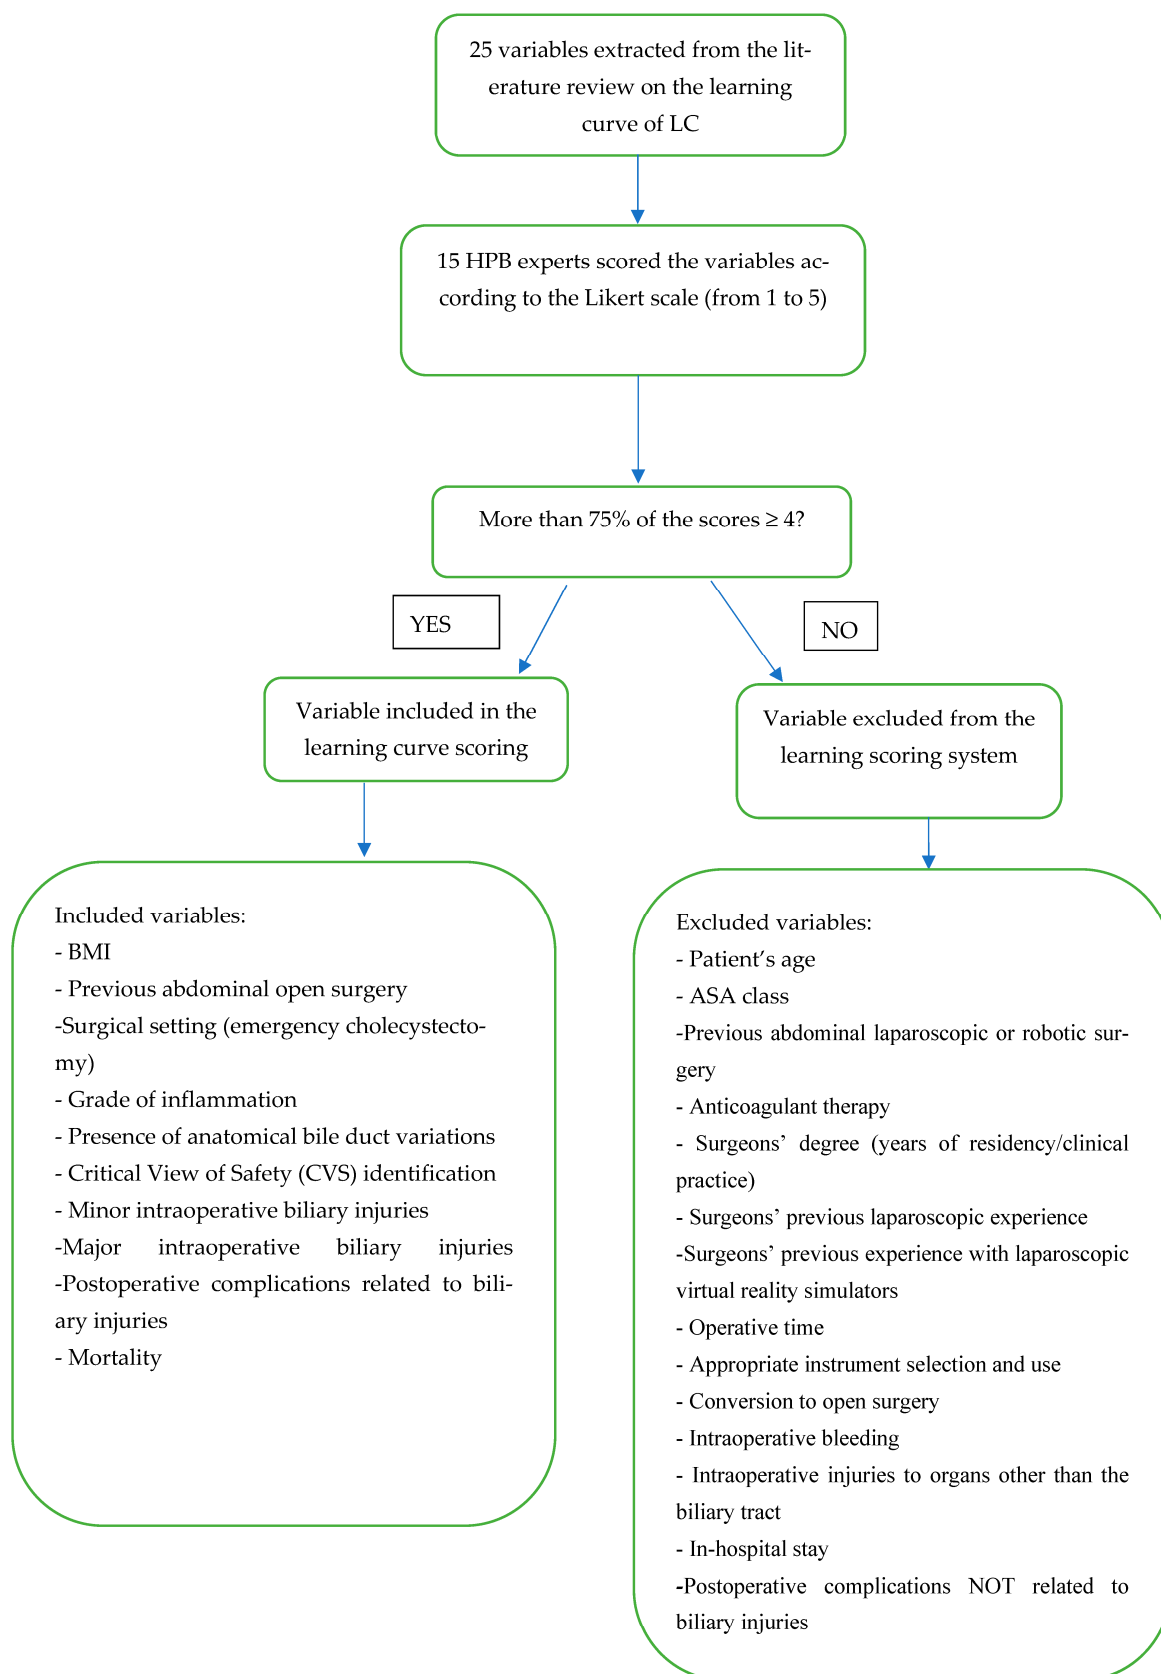 25 variables extracted from the lit-
erature review on the learning
curve of LC
15 HPB experts scored the variables ac-
cording to the Likert scale (from 1 to 5)
More than 75% of the scores ≥ 4?
YES
NO
Variable included in the
learning curve scoring
Variable excluded from the
learning scoring system
Included variables:
- BMI
- Previous abdominal open surgery
-Surgical setting (emergency cholecystecto-
my)
- Grade of inflammation
- Presence of anatomical bile duct variations
- Critical View of Safety (CVS) identification
- Minor intraoperative biliary injuries
-Major intraoperative biliary injuries
-Postoperative complications related to bili-
ary injuries
- Mortality
Excluded variables:
- Patient’s age
- ASA class
-Previous abdominal laparoscopic or robotic sur-
gery
- Anticoagulant therapy
- Surgeons’ degree (years of residency/clinical
practice)
- Surgeons’ previous laparoscopic experience
-Surgeons’ previous experience with laparoscopic
virtual reality simulators
- Operative time
- Appropriate instrument selection and use
- Conversion to open surgery
- Intraoperative bleeding
- Intraoperative injuries to organs other than the
biliary tract
- In-hospital stay
-Postoperative complications NOT related to
biliary injuries